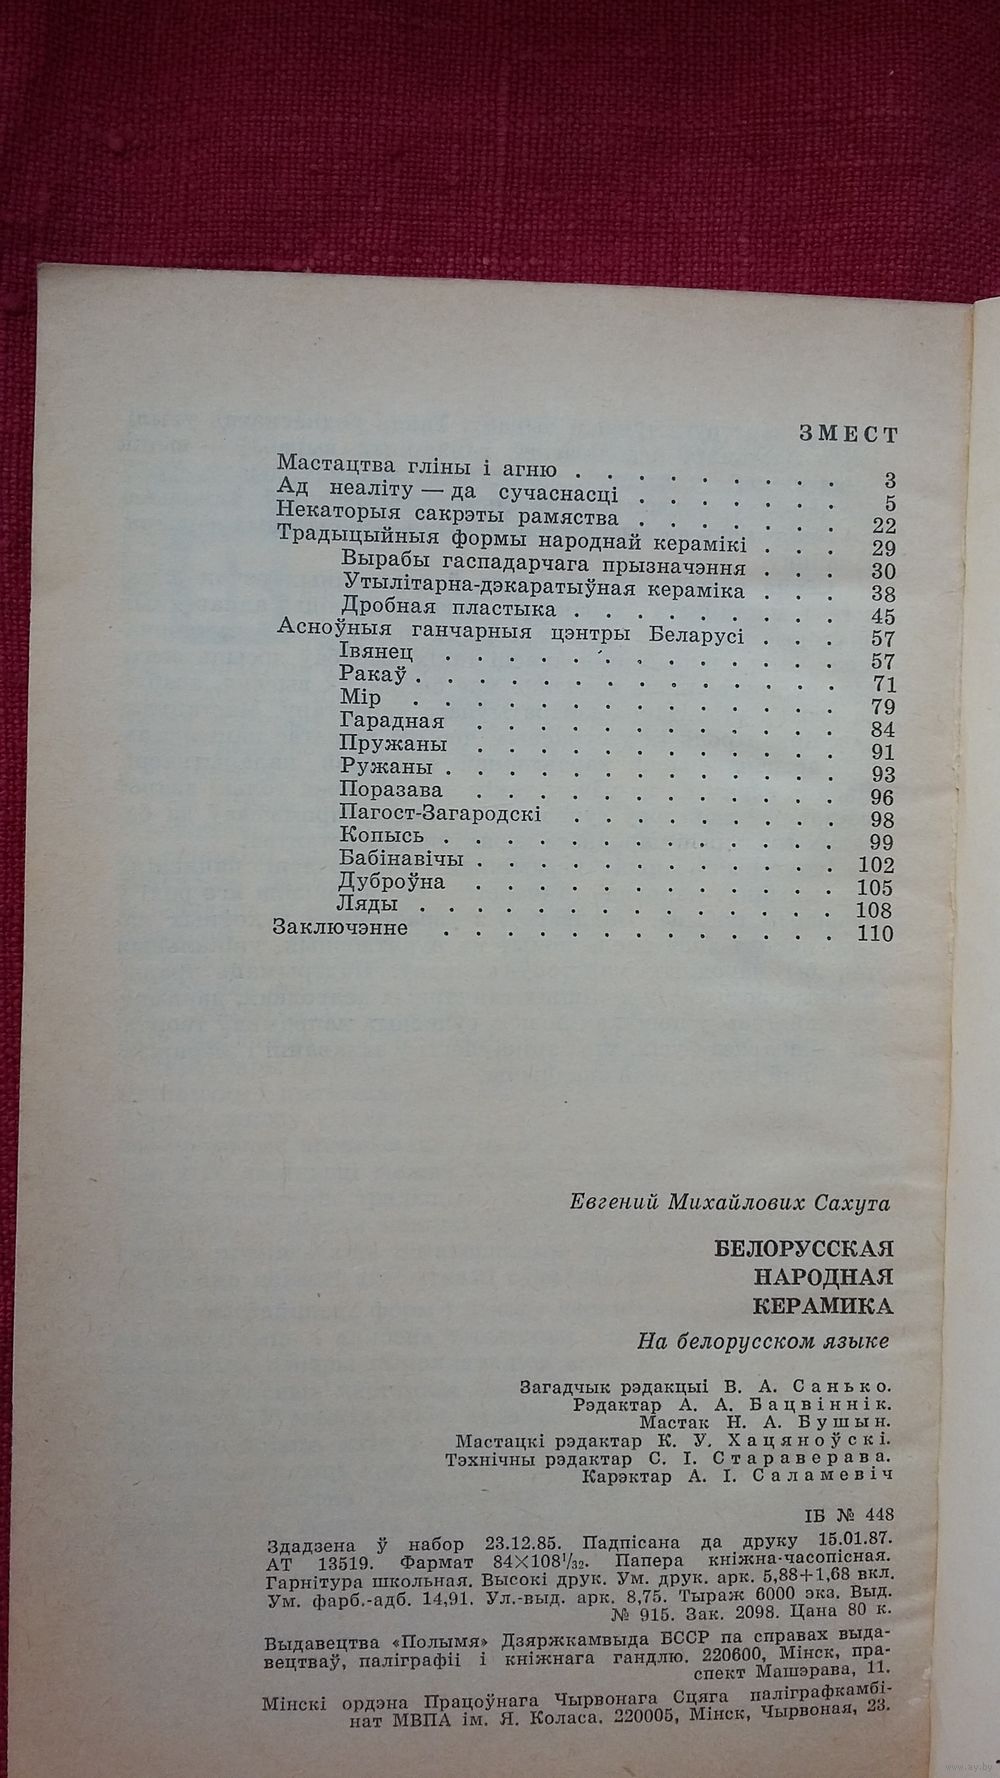 ЗМЕСТ
Мастацтва гліны і агню . . . . . . . . . 3
Ад неаліту — да сучаснасці . . . . . . . 5
Некаторыя сакрэты рамяства . . . . . . . 22
Традыцыйныя формы народнай керамікі . . . 29
Вырабы гаспадарчага прызначэння . . . 30
Утылітарна-дэкаратыўная кераміка . . . 38
Дробная пластыка . . . . . . . . . 45
Асноўныя ганчарныя цэнтры Беларусі . . . 57
Івянец . . . . . . . . . . . . . 57
Ракаў . . . . . . . . . . . . . . 71
Мір . . . . . . . . . . . . . . 79
Гарадная . . . . . . . . . . . . 84
Пружаны . . . . . . . . . . . . 91
Ружаны . . . . . . . . . . . . . 93
Поразава . . . . . . . . . . . . 96
Пагост-Загародскі . . . . . . . . . 98
Копысь . . . . . . . . . . . . . 99
Бабінавічы . . . . . . . . . . . . 102
Дуброўна . . . . . . . . . . . . 105
Ляды . . . . . . . . . . . . . . 108
Заключэнне . . . . . . . . . . . . . 110
Евгений Михайлових Сахута
БЕЛОРУССКАЯ
НАРОДНАЯ
КЕРАМИКА
На белорусском языке
Загадчык рэдакцыі В. А. Санько.
Рэдактар А. А. Бацвіннік.
Мастак Н. А. Бушын.
Мастацкі рэдактар К. У. Хацяноўскі.
Тэхнічны рэдактар С. І. Стараверава.
Карэктар А. І. Саламевіч
ІБ № 448
Здадзена ў набор 23.12.85. Падпісана да друку 15.01.87.
АТ 13519. Фармат 84×108¹/₃₂. Папера кніжна-часопісная.
Гарнітура школьная. Высокі друк. Ум. друк. арк. 5,88+1,68 вкл.
Ум. фарб.-адб. 14,91. Ул.-выд. арк. 8,75. Тыраж 6000 экз. Выд.
№ 915. Зак. 2098. Цана 80 к.
Выдавецтва «Полымя» Дзяржкамвыда БССР па справах выда-
вецтваў, паліграфіі і кніжнага гандлю. 220600, Мінск, пра-
спект Машэрава, 11.
Мінскі ордэна Працоўнага Чырвонага Сцяга паліграфкамбі-
нат МВПА ім. Я. Коласа. 220005, Мінск, Чырвоная, 23.
www.ay.by